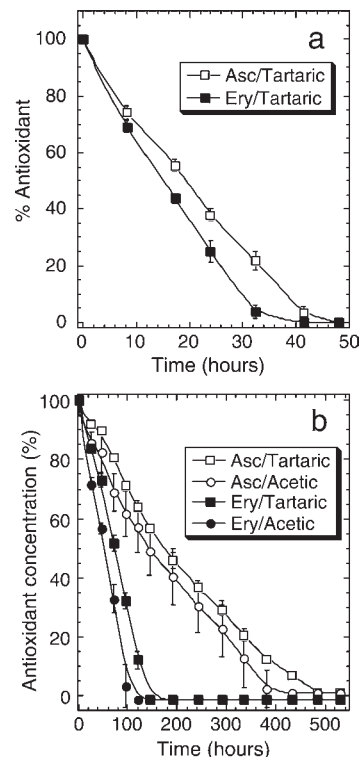 a
Asc/Tartaric
Ery/Tartaric
% Antioxidant
100
80
60
40
20
0
0 10 20 30 40 50
Time (hours)
b
Asc/Tartaric
Asc/Acetic
Ery/Tartaric
Ery/Acetic
Antioxidant concentration (%)
100
80
60
40
20
0
0 100 200 300 400 500
Time (hours)